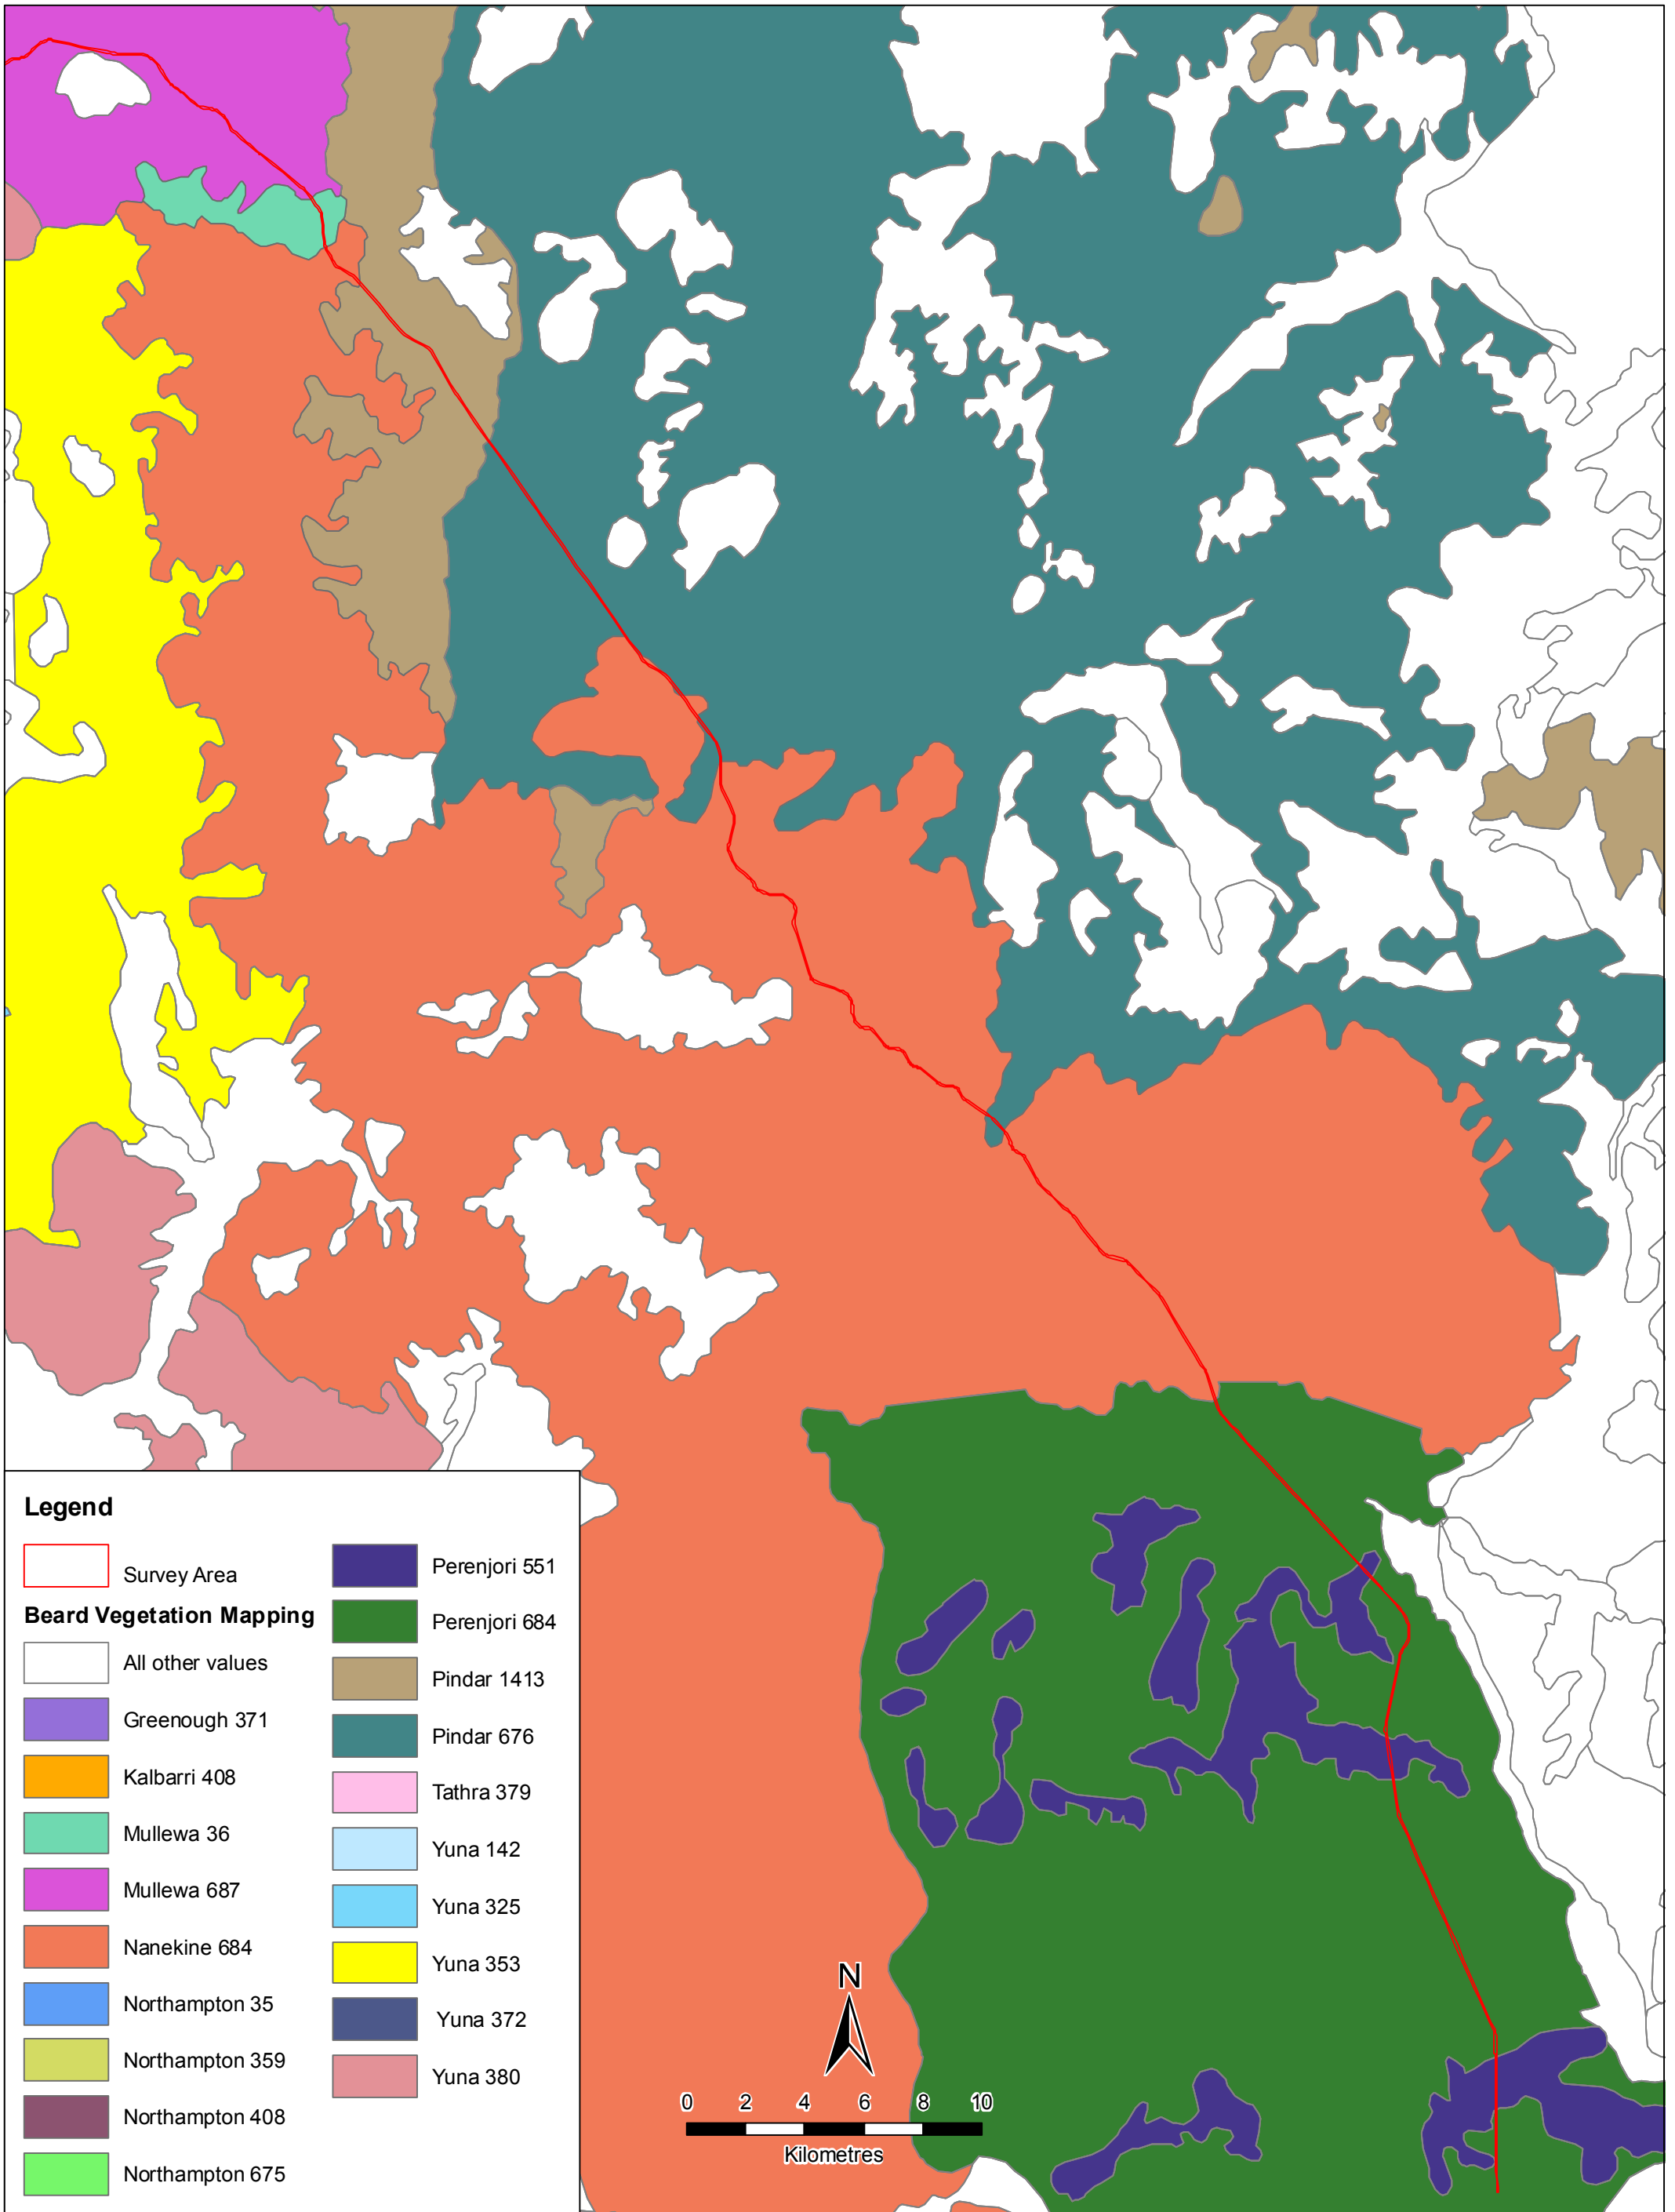 Legend
Survey Area
Beard Vegetation Mapping
All other values
Greenough 371
Kalbarri 408
Mullewa 36
Mullewa 687
Nanekine 684
Northampton 35
Northampton 359
Northampton 408
Northampton 675
Perenjori 551
Perenjori 684
Pindar 1413
Pindar 676
Tathra 379
Yuna 142
Yuna 325
Yuna 353
Yuna 372
Yuna 380
N
0 2 4 6 8 10
Kilometres